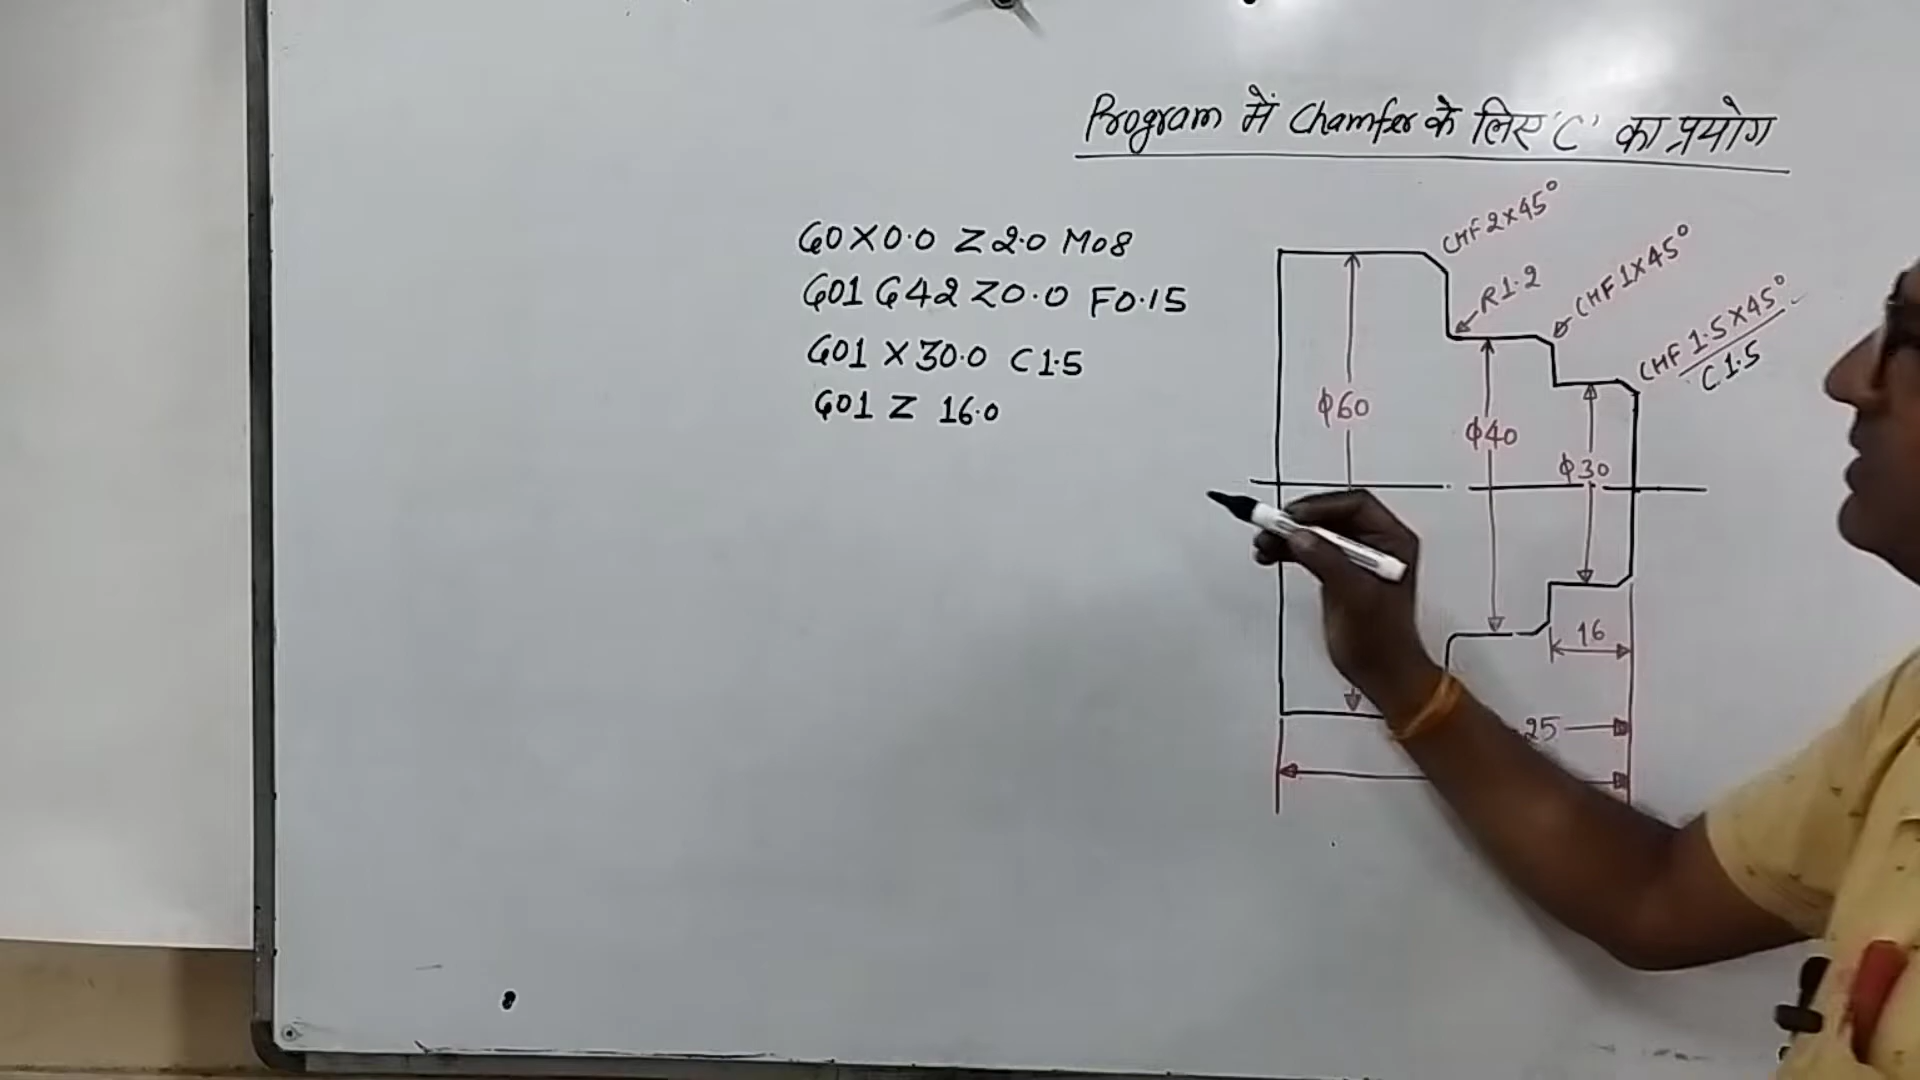 Program में Chamfer के लिए 'C' का प्रयोग
G0 X0.0 Z2.0 M08
G01 G42 Z0.0 F0.15
G01 X30.0 C1.5
G01 Z 16.0
CHF 2x45°
R1.2
CHF 1x45°
CHF 1.5x45°
C1.5
φ60
φ40
φ30
16
25